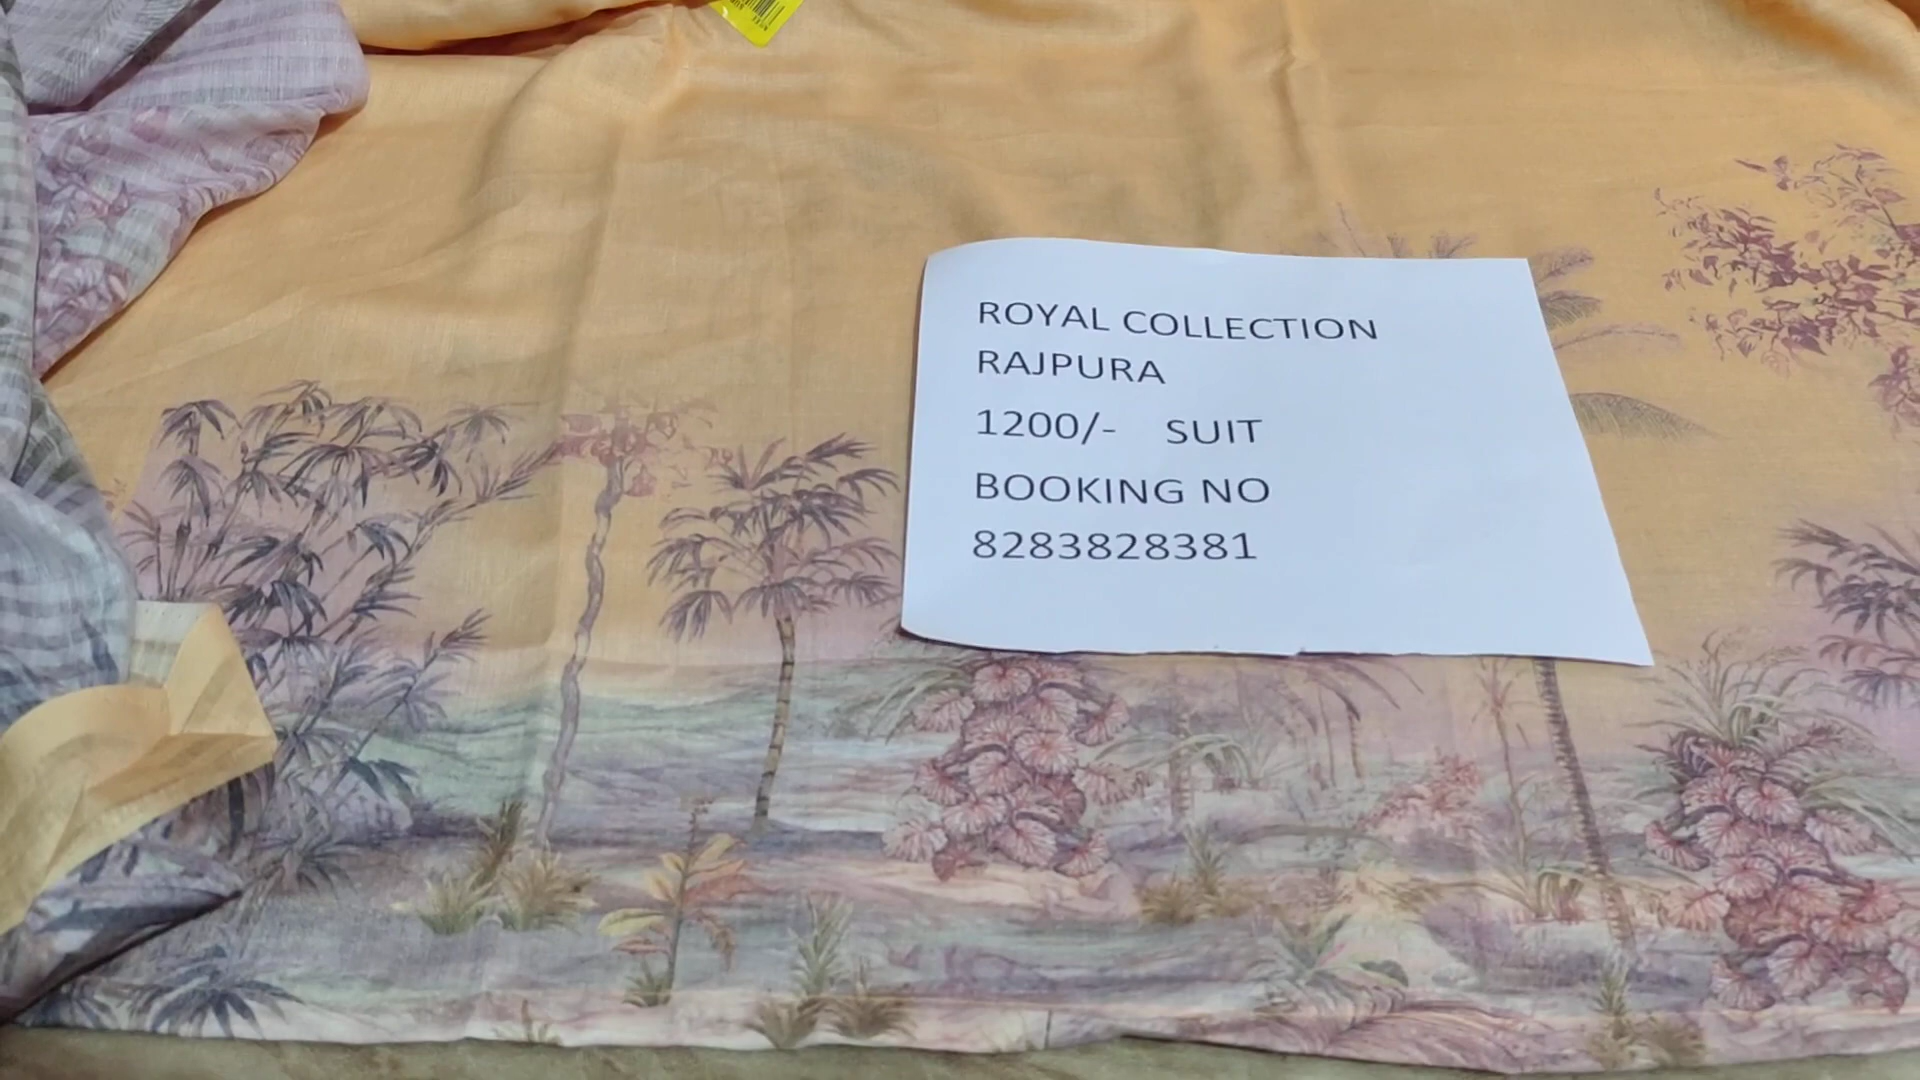 ROYAL COLLECTION
RAJPURA
1200/- SUIT
BOOKING NO
8283828381